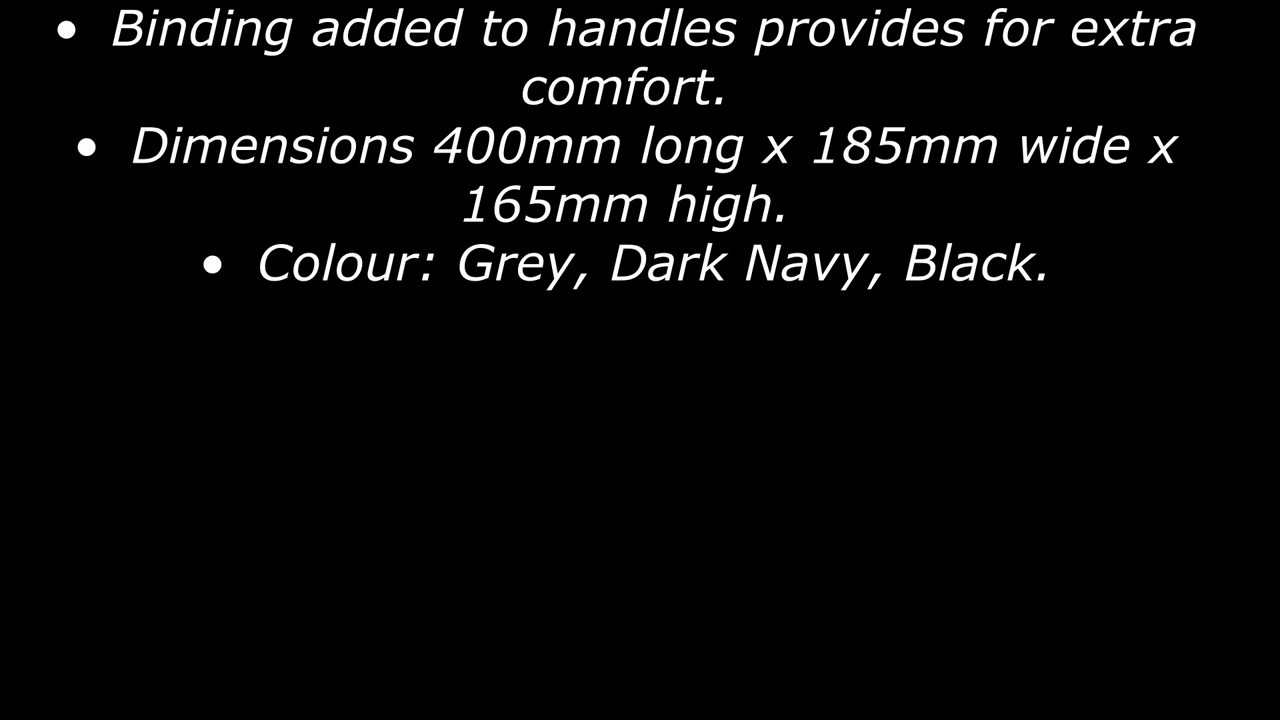 • Binding added to handles provides for extra
comfort.
• Dimensions 400mm long x 185mm wide x
165mm high.
• Colour: Grey, Dark Navy, Black.